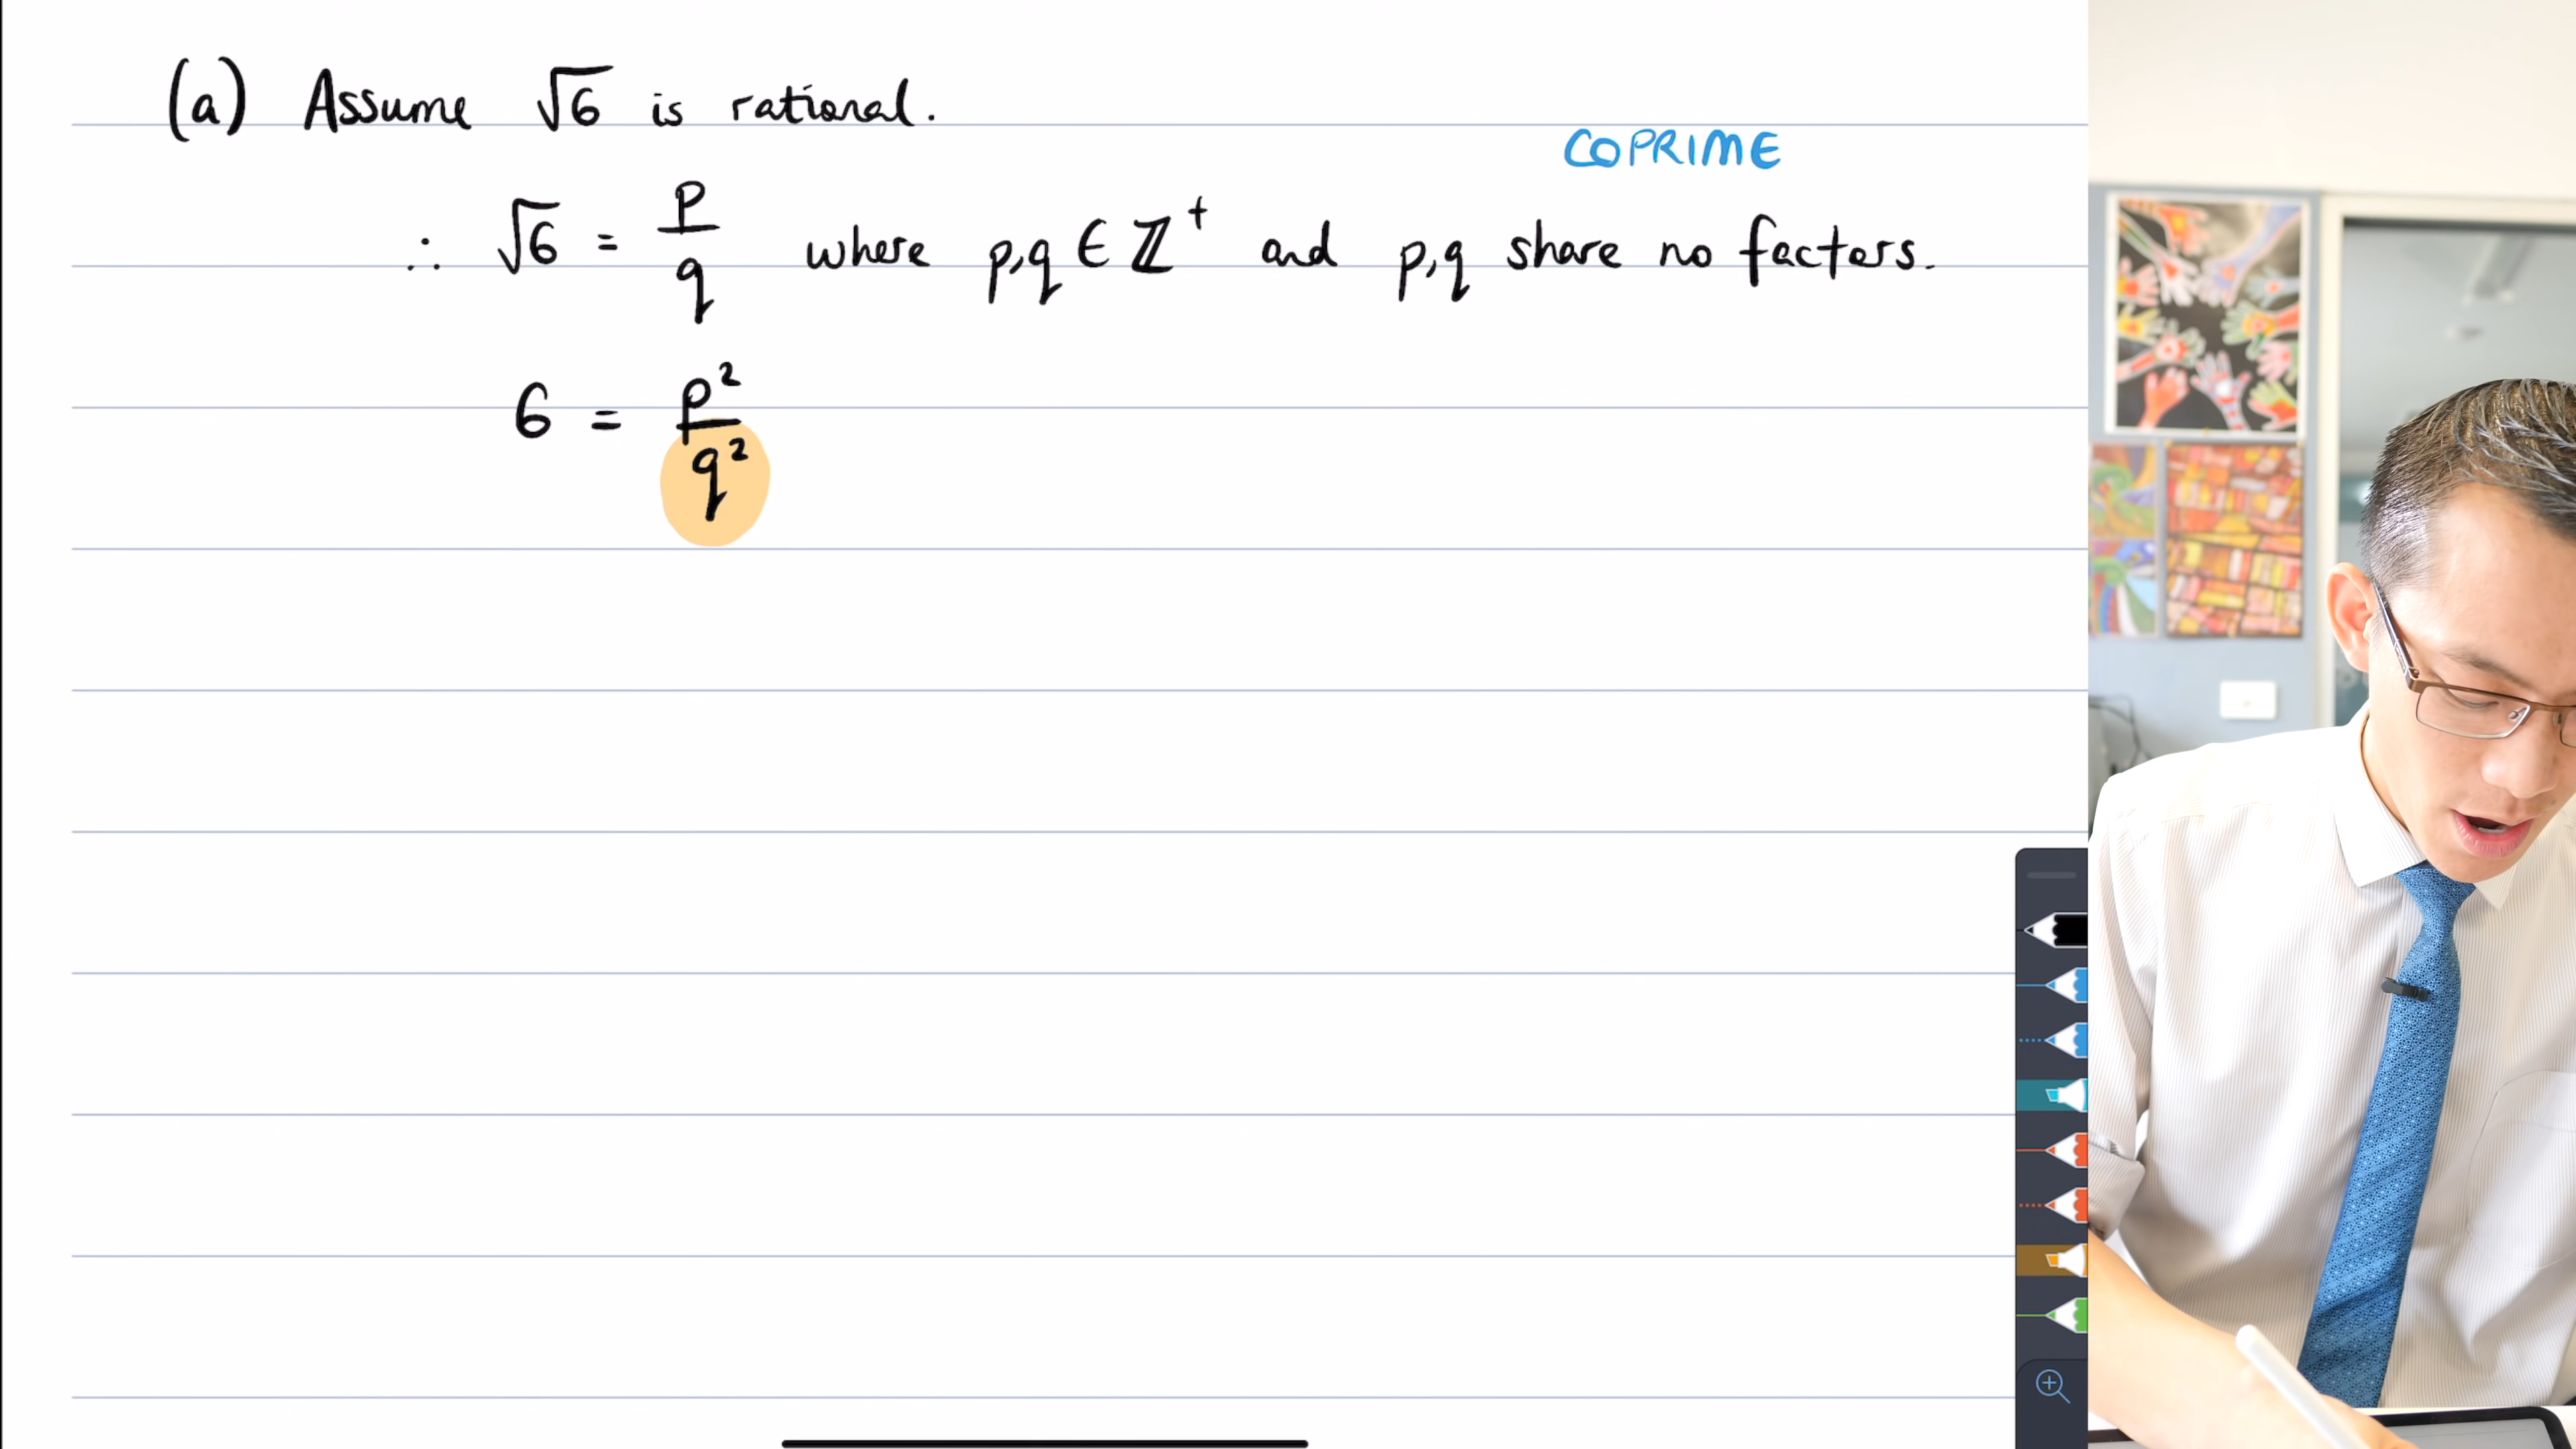 (a) Assume √6 is rational.
COPRIME
∴ √6 = p/q where p,q ∈ ℤ⁺ and p,q share no factors.
6 = p²/q²